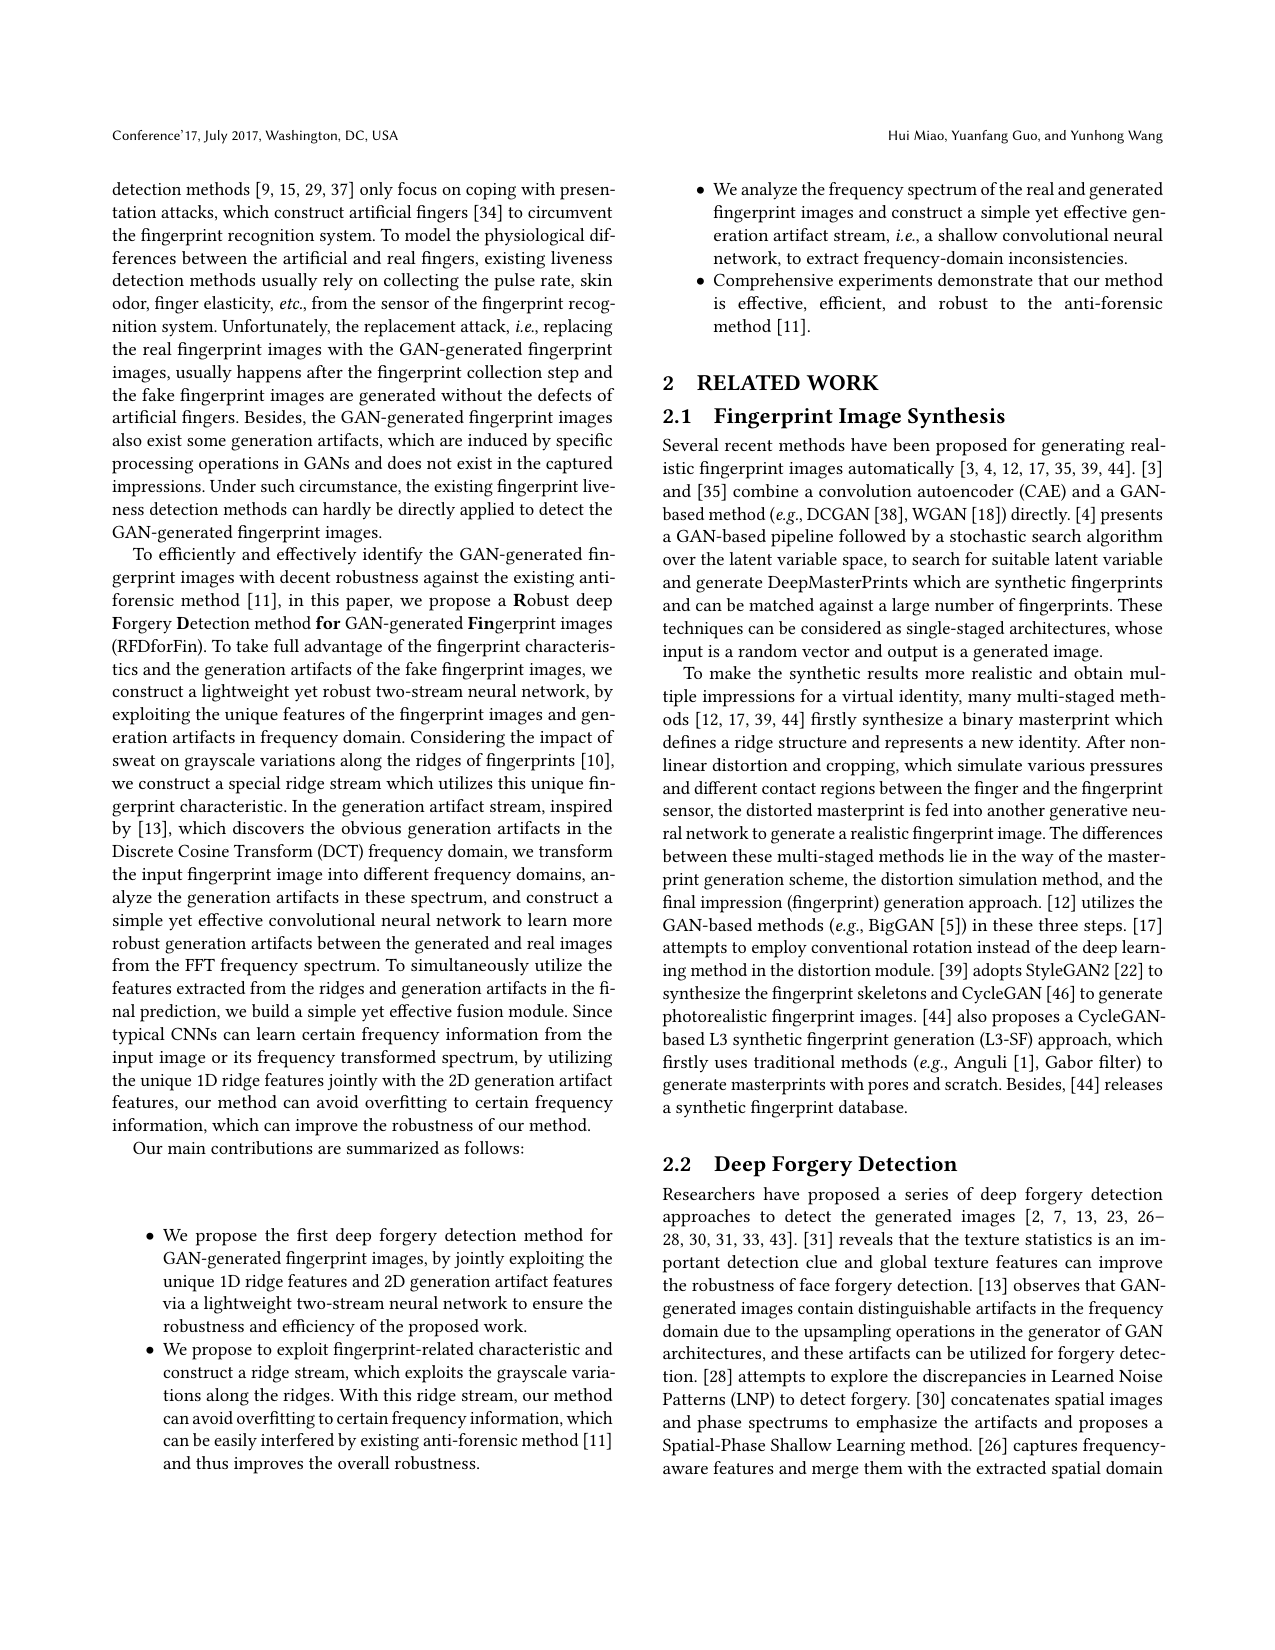 Conference'17, July 2017, Washington, DC, USA
Hui Miao, Yuanfang Guo, and Yunhong Wang
detection methods [9, 15, 29, 37] only focus on coping with presen-
tation attacks, which construct artificial fingers [34] to circumvent
the fingerprint recognition system. To model the physiological dif-
ferences between the artificial and real fingers, existing liveness
detection methods usually rely on collecting the pulse rate, skin
odor, finger elasticity, etc., from the sensor of the fingerprint recog-
nition system. Unfortunately, the replacement attack, i.e., replacing
the real fingerprint images with the GAN-generated fingerprint
images, usually happens after the fingerprint collection step and
the fake fingerprint images are generated without the defects of
artificial fingers. Besides, the GAN-generated fingerprint images
also exist some generation artifacts, which are induced by specific
processing operations in GANs and does not exist in the captured
impressions. Under such circumstance, the existing fingerprint live-
ness detection methods can hardly be directly applied to detect the
GAN-generated fingerprint images.
To efficiently and effectively identify the GAN-generated fin-
gerprint images with decent robustness against the existing anti-
forensic method [11], in this paper, we propose a Robust deep
Forgery Detection method for GAN-generated Fingerprint images
(RFDforFin). To take full advantage of the fingerprint characteris-
tics and the generation artifacts of the fake fingerprint images, we
construct a lightweight yet robust two-stream neural network, by
exploiting the unique features of the fingerprint images and gen-
eration artifacts in frequency domain. Considering the impact of
sweat on grayscale variations along the ridges of fingerprints [10],
we construct a special ridge stream which utilizes this unique fin-
gerprint characteristic. In the generation artifact stream, inspired
by [13], which discovers the obvious generation artifacts in the
Discrete Cosine Transform (DCT) frequency domain, we transform
the input fingerprint image into different frequency domains, an-
alyze the generation artifacts in these spectrum, and construct a
simple yet effective convolutional neural network to learn more
robust generation artifacts between the generated and real images
from the FFT frequency spectrum. To simultaneously utilize the
features extracted from the ridges and generation artifacts in the fi-
nal prediction, we build a simple yet effective fusion module. Since
typical CNNs can learn certain frequency information from the
input image or its frequency transformed spectrum, by utilizing
the unique 1D ridge features jointly with the 2D generation artifact
features, our method can avoid overfitting to certain frequency
information, which can improve the robustness of our method.
Our main contributions are summarized as follows:
• We propose the first deep forgery detection method for
GAN-generated fingerprint images, by jointly exploiting the
unique 1D ridge features and 2D generation artifact features
via a lightweight two-stream neural network to ensure the
robustness and efficiency of the proposed work.
• We propose to exploit fingerprint-related characteristic and
construct a ridge stream, which exploits the grayscale varia-
tions along the ridges. With this ridge stream, our method
can avoid overfitting to certain frequency information, which
can be easily interfered by existing anti-forensic method [11]
and thus improves the overall robustness.
• We analyze the frequency spectrum of the real and generated
fingerprint images and construct a simple yet effective gen-
eration artifact stream, i.e., a shallow convolutional neural
network, to extract frequency-domain inconsistencies.
• Comprehensive experiments demonstrate that our method
is effective, efficient, and robust to the anti-forensic
method [11].
2 RELATED WORK
2.1 Fingerprint Image Synthesis
Several recent methods have been proposed for generating real-
istic fingerprint images automatically [3, 4, 12, 17, 35, 39, 44]. [3]
and [35] combine a convolution autoencoder (CAE) and a GAN-
based method (e.g., DCGAN [38], WGAN [18]) directly. [4] presents
a GAN-based pipeline followed by a stochastic search algorithm
over the latent variable space, to search for suitable latent variable
and generate DeepMasterPrints which are synthetic fingerprints
and can be matched against a large number of fingerprints. These
techniques can be considered as single-staged architectures, whose
input is a random vector and output is a generated image.
To make the synthetic results more realistic and obtain mul-
tiple impressions for a virtual identity, many multi-staged meth-
ods [12, 17, 39, 44] firstly synthesize a binary masterprint which
defines a ridge structure and represents a new identity. After non-
linear distortion and cropping, which simulate various pressures
and different contact regions between the finger and the fingerprint
sensor, the distorted masterprint is fed into another generative neu-
ral network to generate a realistic fingerprint image. The differences
between these multi-staged methods lie in the way of the master-
print generation scheme, the distortion simulation method, and the
final impression (fingerprint) generation approach. [12] utilizes the
GAN-based methods (e.g., BigGAN [5]) in these three steps. [17]
attempts to employ conventional rotation instead of the deep learn-
ing method in the distortion module. [39] adopts StyleGAN2 [22] to
synthesize the fingerprint skeletons and CycleGAN [46] to generate
photorealistic fingerprint images. [44] also proposes a CycleGAN-
based L3 synthetic fingerprint generation (L3-SF) approach, which
firstly uses traditional methods (e.g., Anguli [1], Gabor filter) to
generate masterprints with pores and scratch. Besides, [44] releases
a synthetic fingerprint database.
2.2 Deep Forgery Detection
Researchers have proposed a series of deep forgery detection
approaches to detect the generated images [2, 7, 13, 23, 26–
28, 30, 31, 33, 43]. [31] reveals that the texture statistics is an im-
portant detection clue and global texture features can improve
the robustness of face forgery detection. [13] observes that GAN-
generated images contain distinguishable artifacts in the frequency
domain due to the upsampling operations in the generator of GAN
architectures, and these artifacts can be utilized for forgery detec-
tion. [28] attempts to explore the discrepancies in Learned Noise
Patterns (LNP) to detect forgery. [30] concatenates spatial images
and phase spectrums to emphasize the artifacts and proposes a
Spatial-Phase Shallow Learning method. [26] captures frequency-
aware features and merge them with the extracted spatial domain